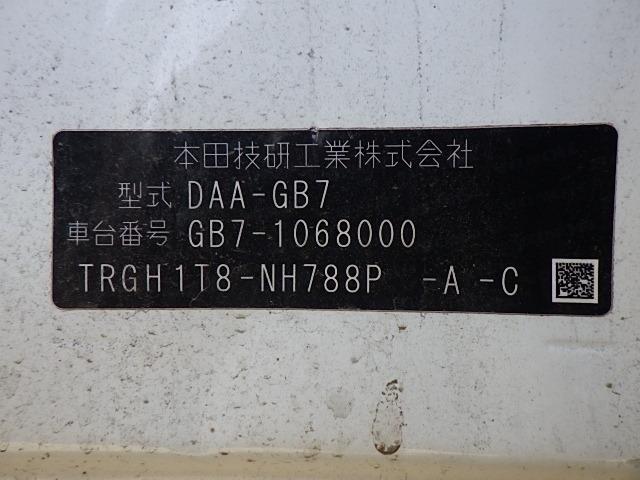 本田技研工業株式会社
型式 DAA-GB7
車台番号 GB7-1068000
TRGH1T8-NH788P -A -C